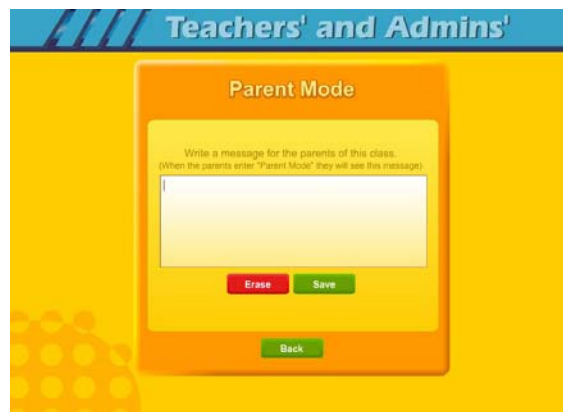 Teachers' and Admins'
Parent Mode
Write a message for the parents of this class.
(When the parents enter "Parent Mode" they will see this message)
Erase Save
Back